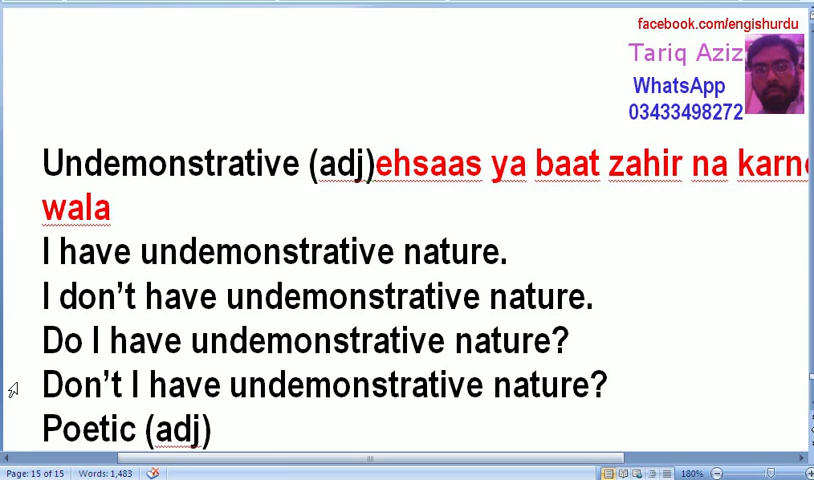 facebook.com/engishurdu
Tariq Aziz
WhatsApp
03433498272
Undemonstrative (adj)ehsaas ya baat zahir na karne
wala
I have undemonstrative nature.
I don’t have undemonstrative nature.
Do I have undemonstrative nature?
Don’t I have undemonstrative nature?
Poetic (adj)
Page: 15 of 15 Words: 1,483 180%